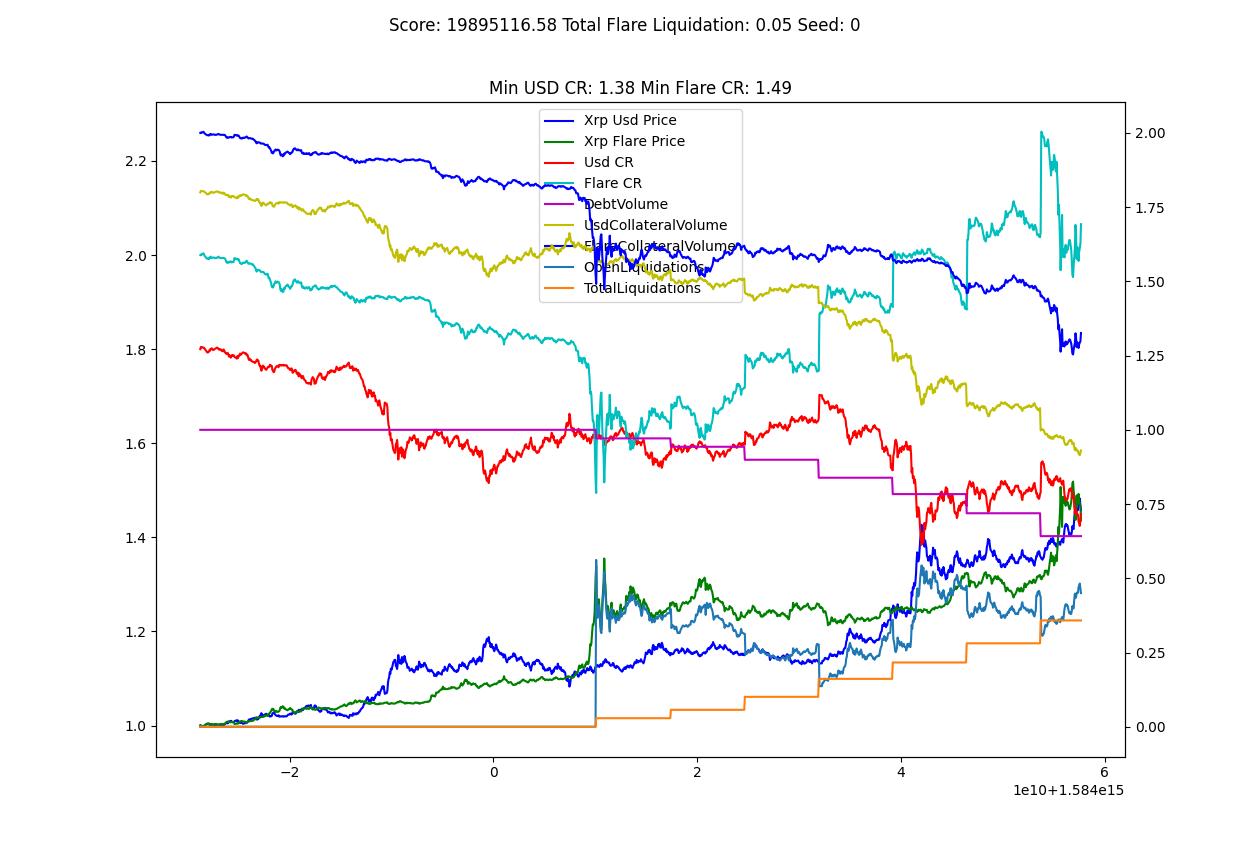 Score: 19895116.58 Total Flare Liquidation: 0.05 Seed: 0
Min USD CR: 1.38 Min Flare CR: 1.49
Xrp Usd Price
Xrp Flare Price
Usd CR
Flare CR
DebtVolume
UsdCollateralVolume
FlareCollateralVolume
OpenLiquidations
TotalLiquidations
2.2
2.0
1.8
1.6
1.4
1.2
1.0
2.00
1.75
1.50
1.25
1.00
0.75
0.50
0.25
0.00
−2 0 2 4 6
1e10+1.584e15